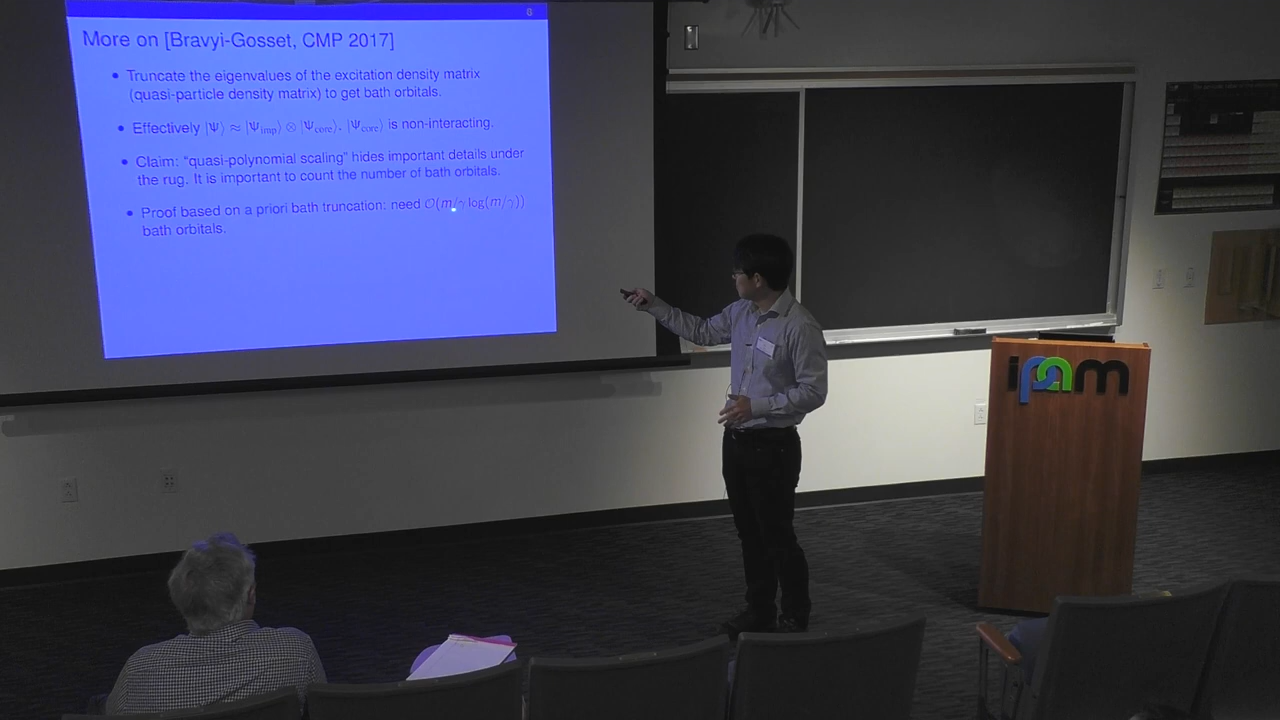 8
More on [Bravyi-Gosset, CMP 2017]
• Truncate the eigenvalues of the excitation density matrix
(quasi-particle density matrix) to get bath orbitals.
• Effectively |Ψ⟩ ≈ |Ψimp⟩ ⊗ |Ψcore⟩. |Ψcore⟩ is non-interacting.
• Claim: “quasi-polynomial scaling” hides important details under
the rug. It is important to count the number of bath orbitals.
• Proof based on a priori bath truncation: need O(m/γ log(m/γ))
bath orbitals.
ipam